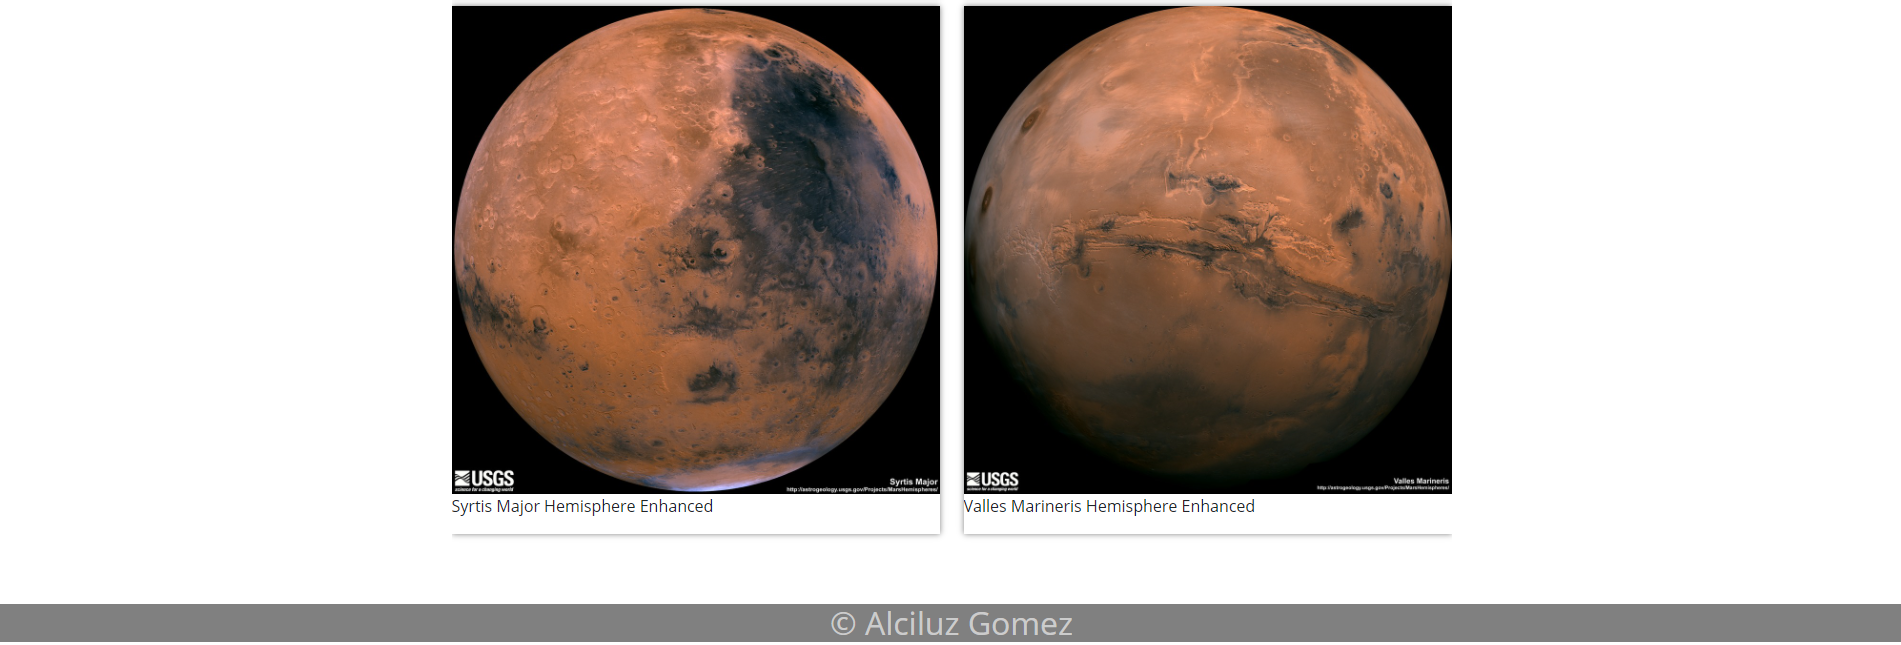 USGS
science for a changing world
Syrtis Major
http://astrogeology.usgs.gov/Projects/MarsHemispheres/
Syrtis Major Hemisphere Enhanced
USGS
science for a changing world
Valles Marineris
http://astrogeology.usgs.gov/Projects/MarsHemispheres/
Valles Marineris Hemisphere Enhanced
© Alciluz Gomez